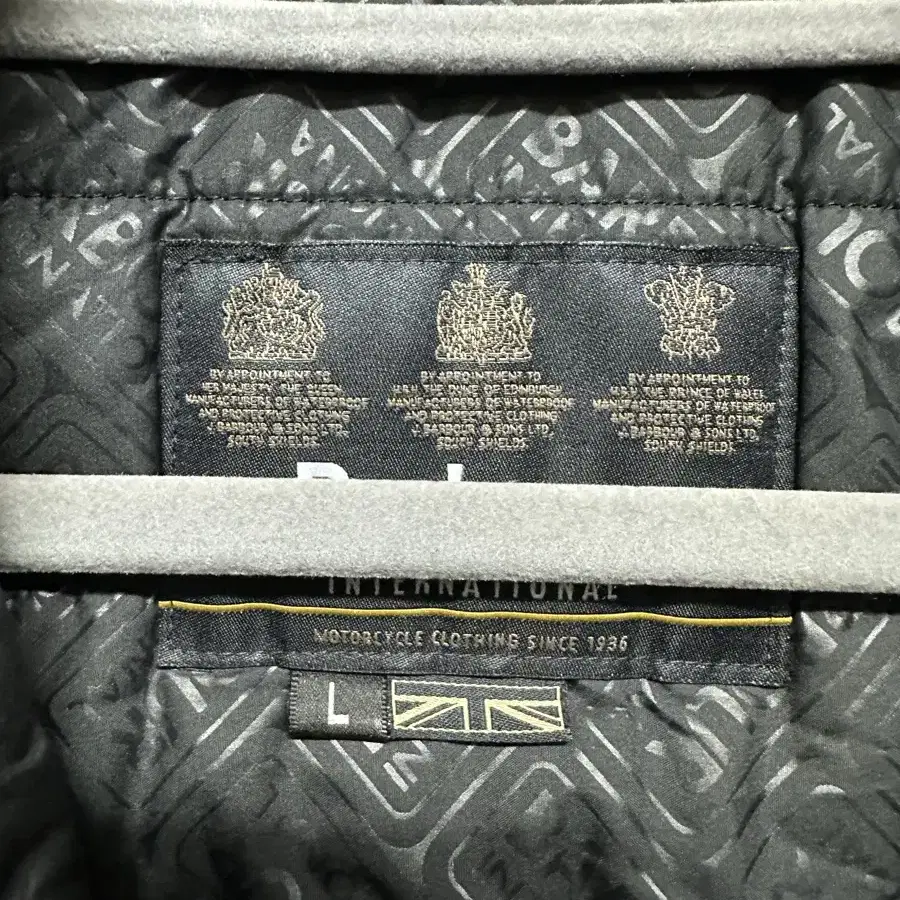 BY APPOINTMENT TO
HER MAJESTY THE QUEEN
MANUFACTURERS OF WATERPROOF
AND PROTECTIVE CLOTHING
J. BARBOUR & SONS LTD.
SOUTH SHIELDS
BY APPOINTMENT TO
H.R.H. THE DUKE OF EDINBURGH
MANUFACTURERS OF WATERPROOF
AND PROTECTIVE CLOTHING
J. BARBOUR & SONS LTD.
SOUTH SHIELDS
BY APPOINTMENT TO
H.R.H. THE PRINCE OF WALES
MANUFACTURERS OF WATERPROOF
AND PROTECTIVE CLOTHING
J. BARBOUR & SONS LTD.
SOUTH SHIELDS
INTERNATIONAL
MOTORCYCLE CLOTHING SINCE 1936
L